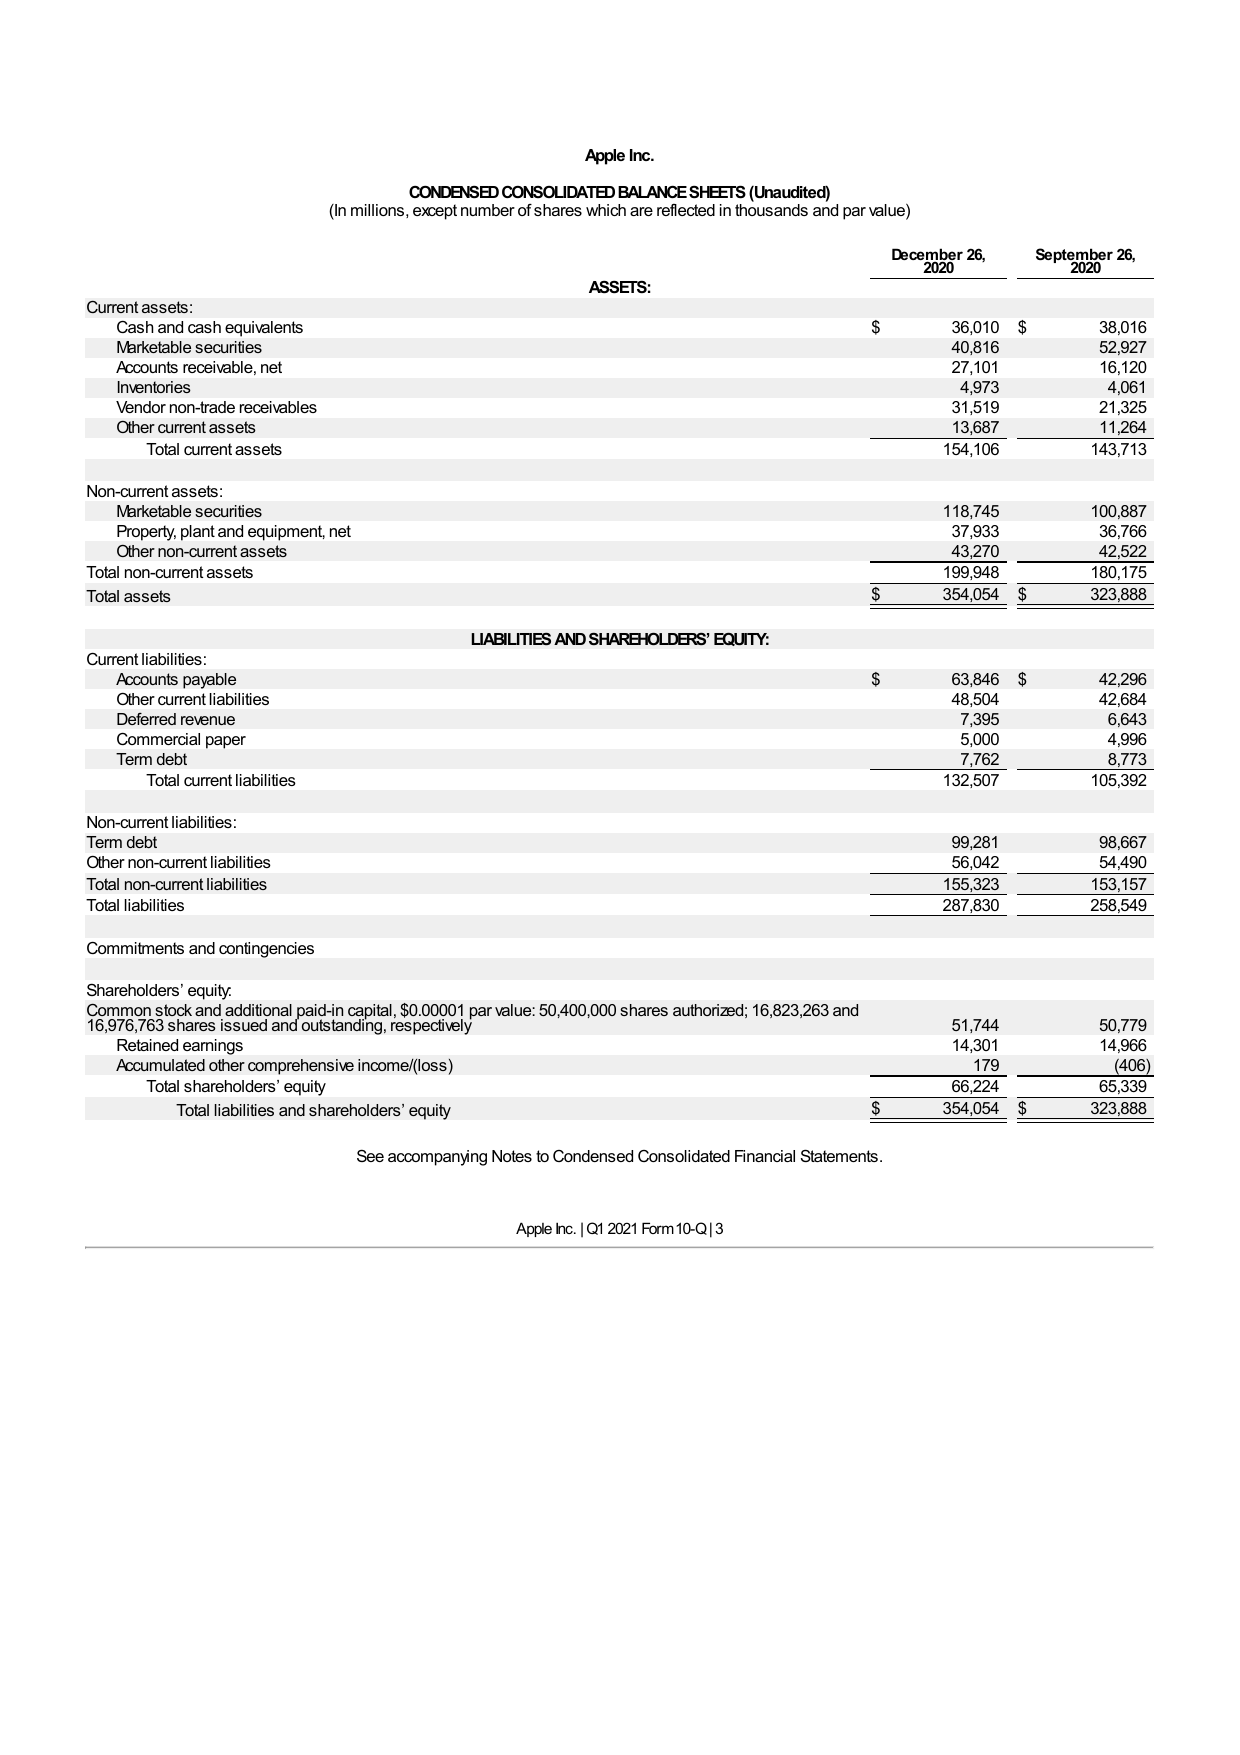 Apple Inc.
CONDENSED CONSOLIDATED BALANCE SHEETS (Unaudited)
(In millions, except number of shares which are reflected in thousands and par value)
December 26, 2020 September 26, 2020
ASSETS:
Current assets:
Cash and cash equivalents $ 36,010 $ 38,016
Marketable securities 40,816 52,927
Accounts receivable, net 27,101 16,120
Inventories 4,973 4,061
Vendor non-trade receivables 31,519 21,325
Other current assets 13,687 11,264
Total current assets 154,106 143,713
Non-current assets:
Marketable securities 118,745 100,887
Property, plant and equipment, net 37,933 36,766
Other non-current assets 43,270 42,522
Total non-current assets 199,948 180,175
Total assets $ 354,054 $ 323,888
LIABILITIES AND SHAREHOLDERS’ EQUITY:
Current liabilities:
Accounts payable $ 63,846 $ 42,296
Other current liabilities 48,504 42,684
Deferred revenue 7,395 6,643
Commercial paper 5,000 4,996
Term debt 7,762 8,773
Total current liabilities 132,507 105,392
Non-current liabilities:
Term debt 99,281 98,667
Other non-current liabilities 56,042 54,490
Total non-current liabilities 155,323 153,157
Total liabilities 287,830 258,549
Commitments and contingencies
Shareholders’ equity:
Common stock and additional paid-in capital, $0.00001 par value: 50,400,000 shares authorized; 16,823,263 and
16,976,763 shares issued and outstanding, respectively 51,744 50,779
Retained earnings 14,301 14,966
Accumulated other comprehensive income/(loss) 179 (406)
Total shareholders’ equity 66,224 65,339
Total liabilities and shareholders’ equity $ 354,054 $ 323,888
See accompanying Notes to Condensed Consolidated Financial Statements.
Apple Inc. | Q1 2021 Form 10-Q | 3